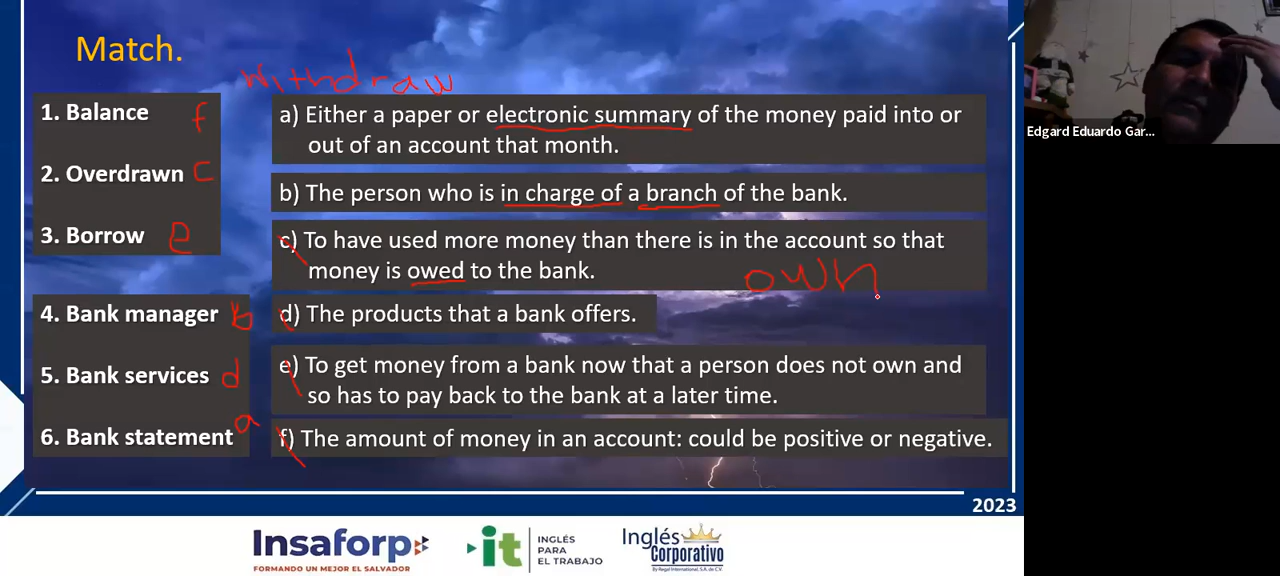 Match.
withdraw
1. Balance f
2. Overdrawn c
3. Borrow e
4. Bank manager b
5. Bank services d
6. Bank statement a
a) Either a paper or electronic summary of the money paid into or
out of an account that month.
b) The person who is in charge of a branch of the bank.
c) To have used more money than there is in the account so that
money is owed to the bank.
own
d) The products that a bank offers.
e) To get money from a bank now that a person does not own and
so has to pay back to the bank at a later time.
f) The amount of money in an account: could be positive or negative.
2023
Insaforp
FORMANDO UN MEJOR EL SALVADOR
it
INGLÉS
PARA
EL TRABAJO
Inglés
Corporativo
By Regal International, S.A. de C.V.
Edgard Eduardo Gar...